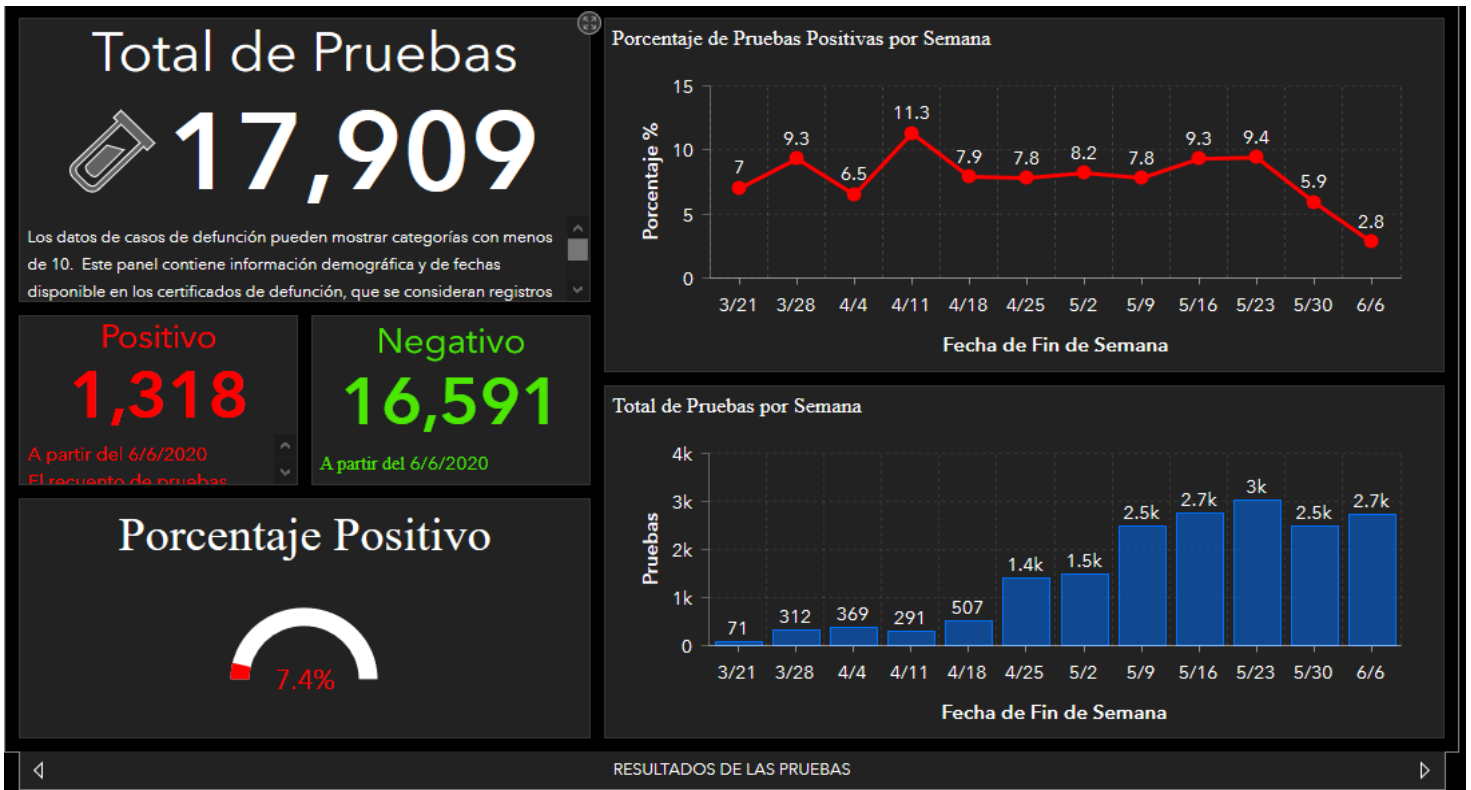 Total de Pruebas
17,909
Los datos de casos de defunción pueden mostrar categorías con menos
de 10. Este panel contiene información demográfica y de fechas
disponible en los certificados de defunción, que se consideran registros
Positivo
1,318
A partir del 6/6/2020
El recuento de pruebas
Negativo
16,591
A partir del 6/6/2020
Porcentaje Positivo
7.4%
Porcentaje de Pruebas Positivas por Semana
Porcentaje %
15
10
5
0
7
9.3
6.5
11.3
7.9
7.8
8.2
7.8
9.3
9.4
5.9
2.8
3/21 3/28 4/4 4/11 4/18 4/25 5/2 5/9 5/16 5/23 5/30 6/6
Fecha de Fin de Semana
Total de Pruebas por Semana
Pruebas
4k
3k
2k
1k
0
71
312
369
291
507
1.4k
1.5k
2.5k
2.7k
3k
2.5k
2.7k
3/21 3/28 4/4 4/11 4/18 4/25 5/2 5/9 5/16 5/23 5/30 6/6
Fecha de Fin de Semana
RESULTADOS DE LAS PRUEBAS